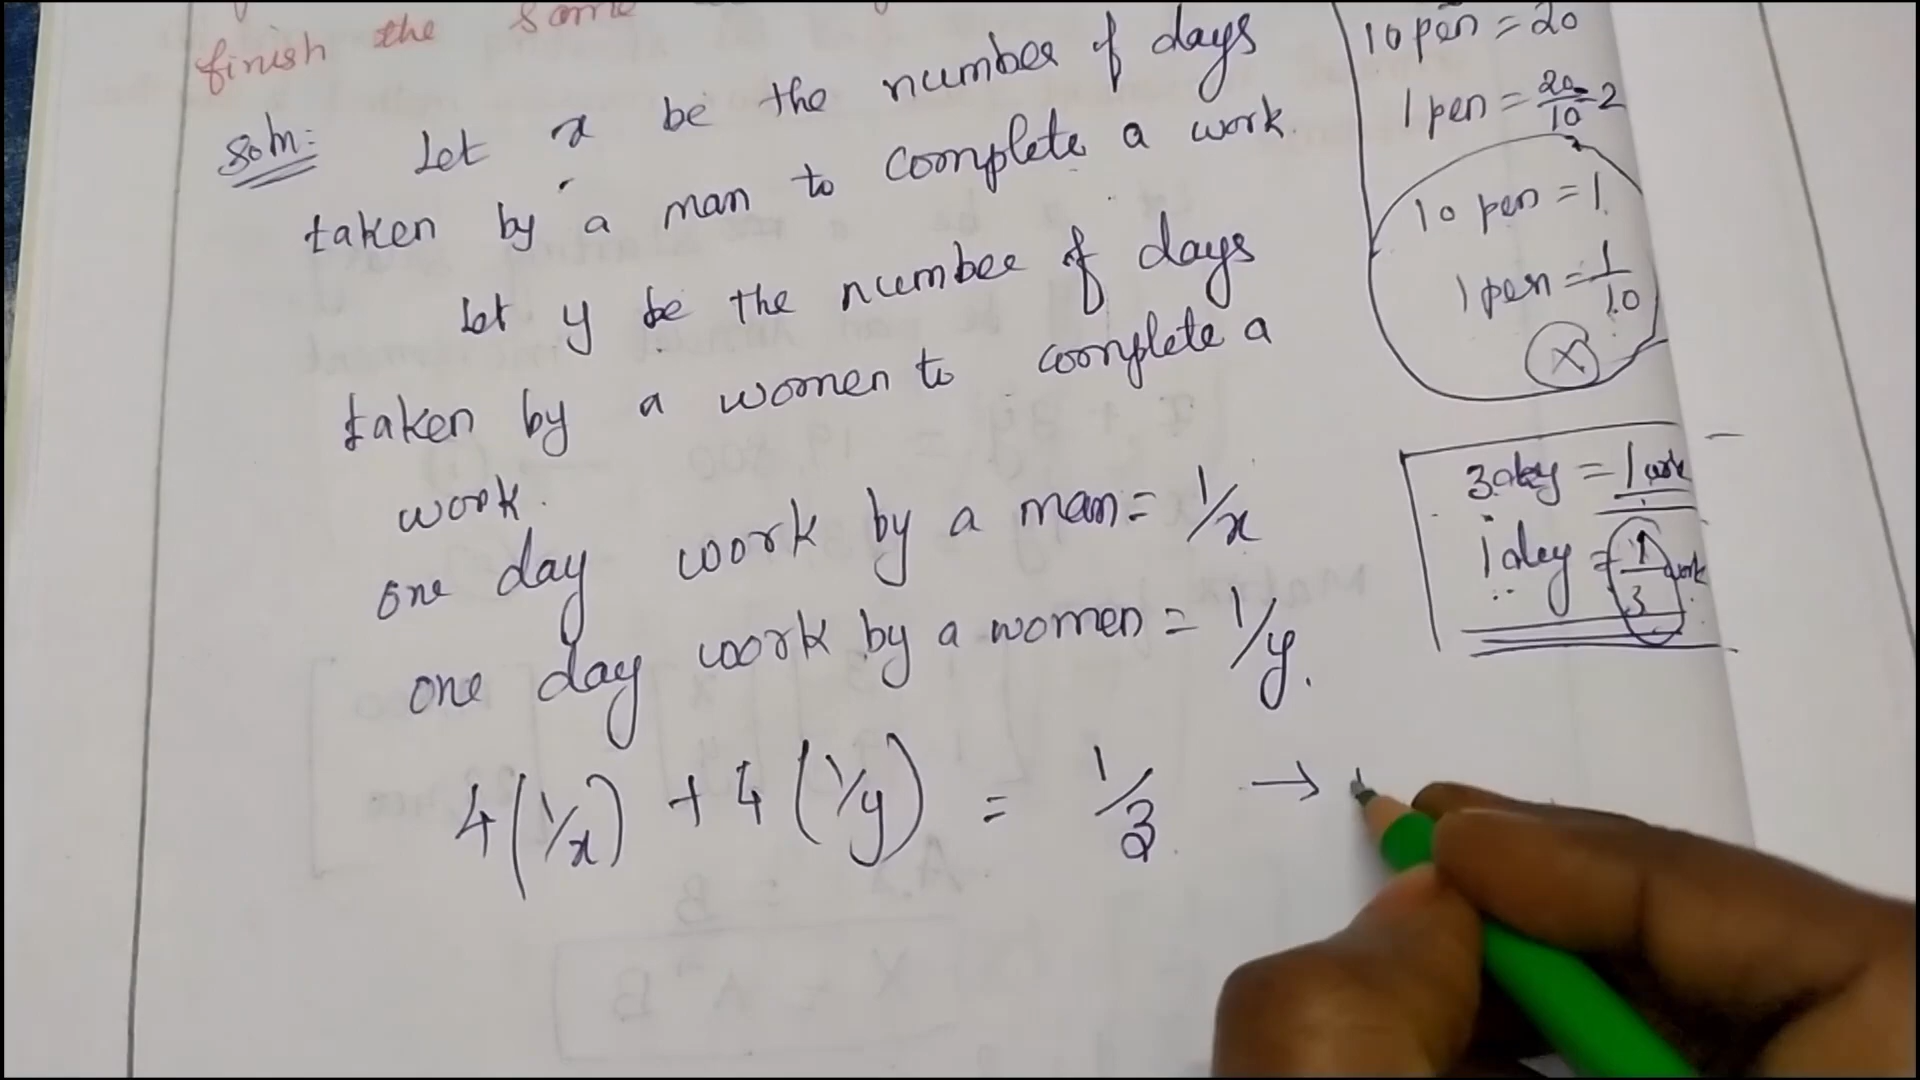 finish the same
Soln:
Let x be the number of days
taken by a man to complete a work.
Let y be the number of days
taken by a women to complete a
work.
one day work by a man = 1/x
one day work by a women = 1/y.
4(1/x) + 4(1/y) = 1/3 →
10 pen = 20
1 pen = 20/10 = 2
10 pen = 1
1 pen = 1/10
X
3 day = 1 work
1 day = 1/3 work